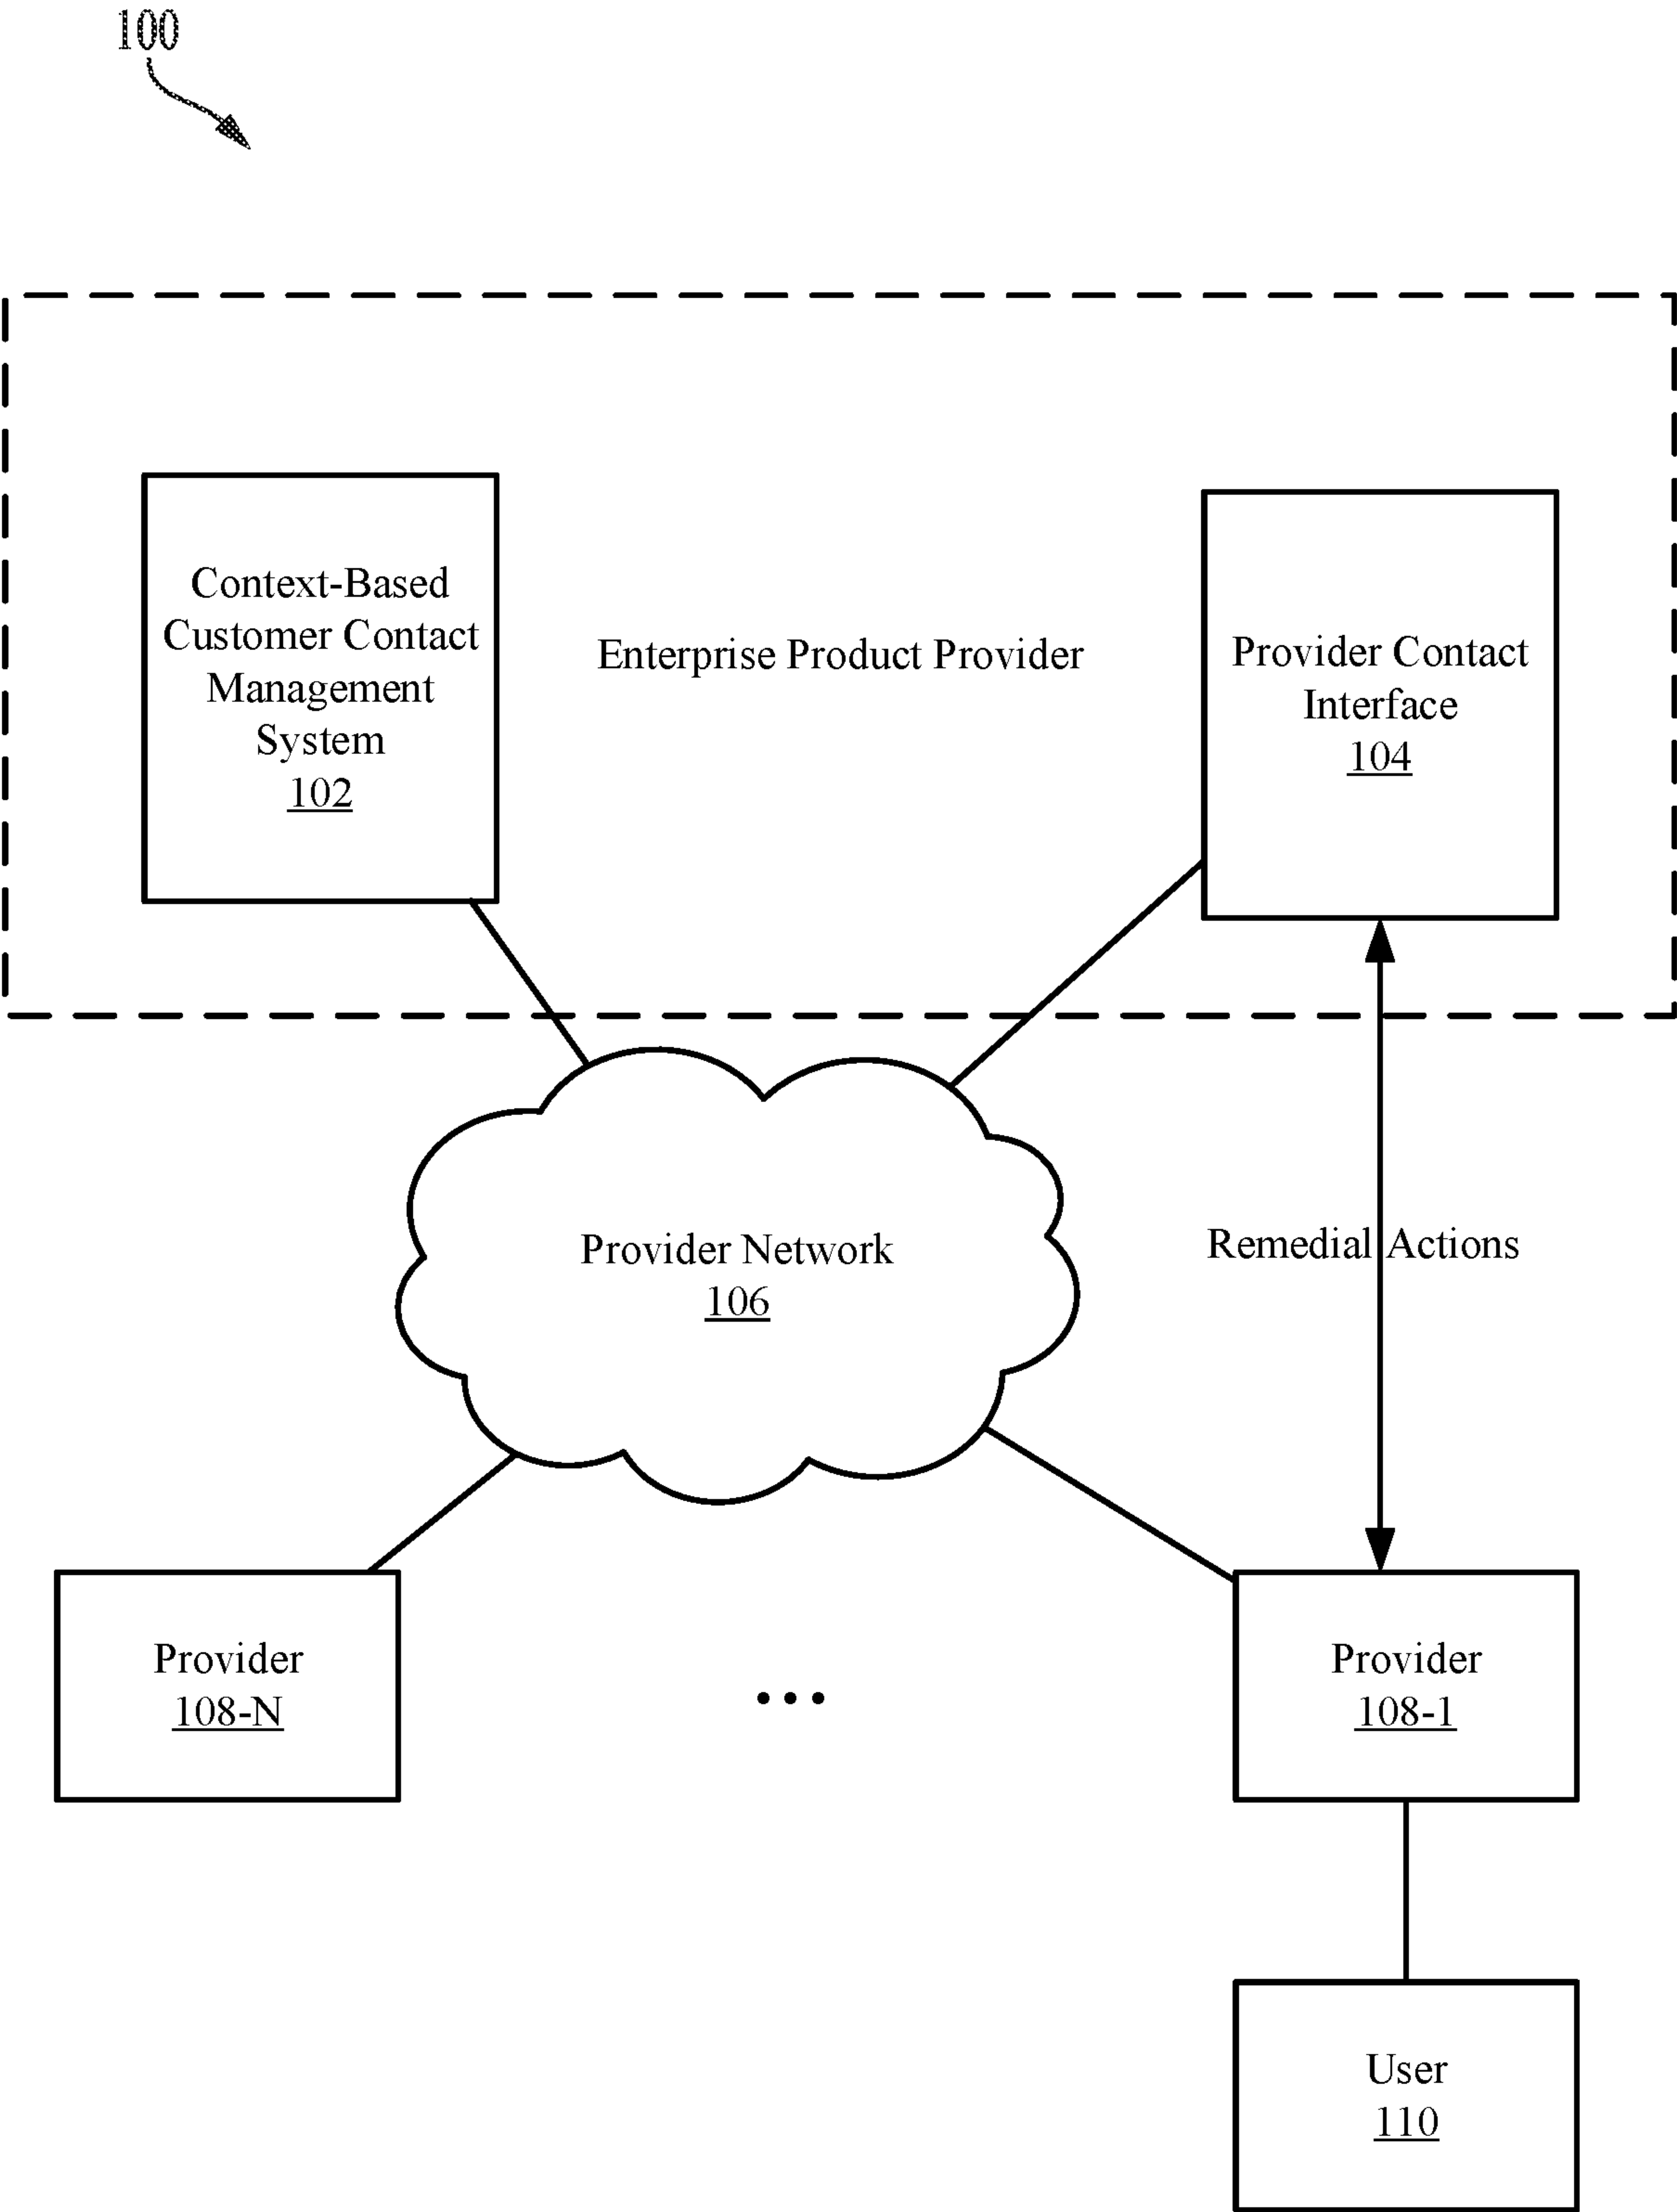 100
Context-Based
Customer Contact
Management
System
102
Enterprise Product Provider
Provider Contact
Interface
104
Provider Network
106
Remedial Actions
Provider
108-N
...
Provider
108-1
User
110